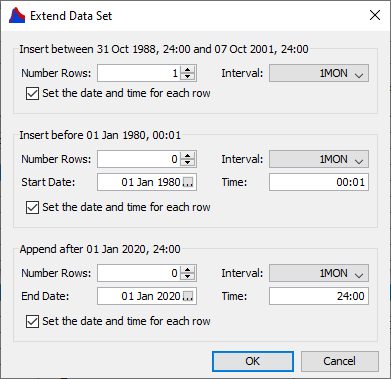 Extend Data Set
Insert between 31 Oct 1988, 24:00 and 07 Oct 2001, 24:00
Number Rows: 1 Interval: 1MON
Set the date and time for each row
Insert before 01 Jan 1980, 00:01
Number Rows: 0 Interval: 1MON
Start Date: 01 Jan 1980 ... Time: 00:01
Set the date and time for each row
Append after 01 Jan 2020, 24:00
Number Rows: 0 Interval: 1MON
End Date: 01 Jan 2020 ... Time: 24:00
Set the date and time for each row
OK Cancel